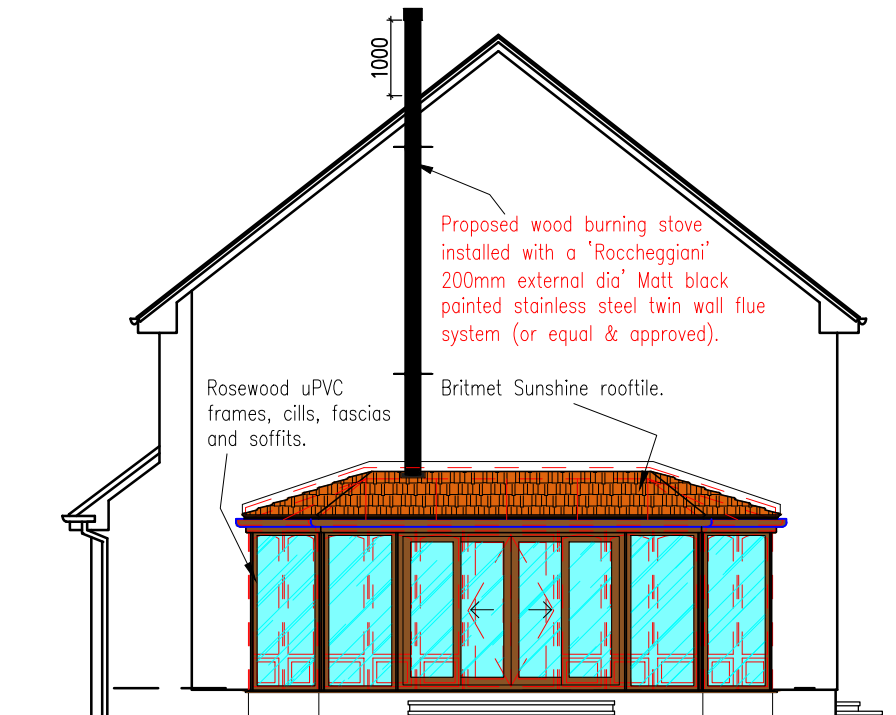 1000
Proposed wood burning stove
installed with a 'Roccheggiani'
200mm external dia' Matt black
painted stainless steel twin wall flue
system (or equal & approved).
Rosewood uPVC
frames, cills, fascias
and soffits.
Britmet Sunshine rooftile.